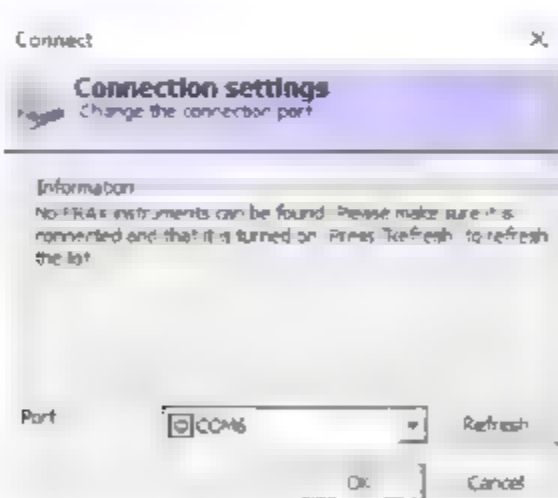 Connect
Connection settings
Change the connection port
Information
No FRAX instruments can be found. Please make sure it is
connected and that it is turned on. Press 'Refresh' to refresh
the list
Port
COM6
Refresh
OK
Cancel